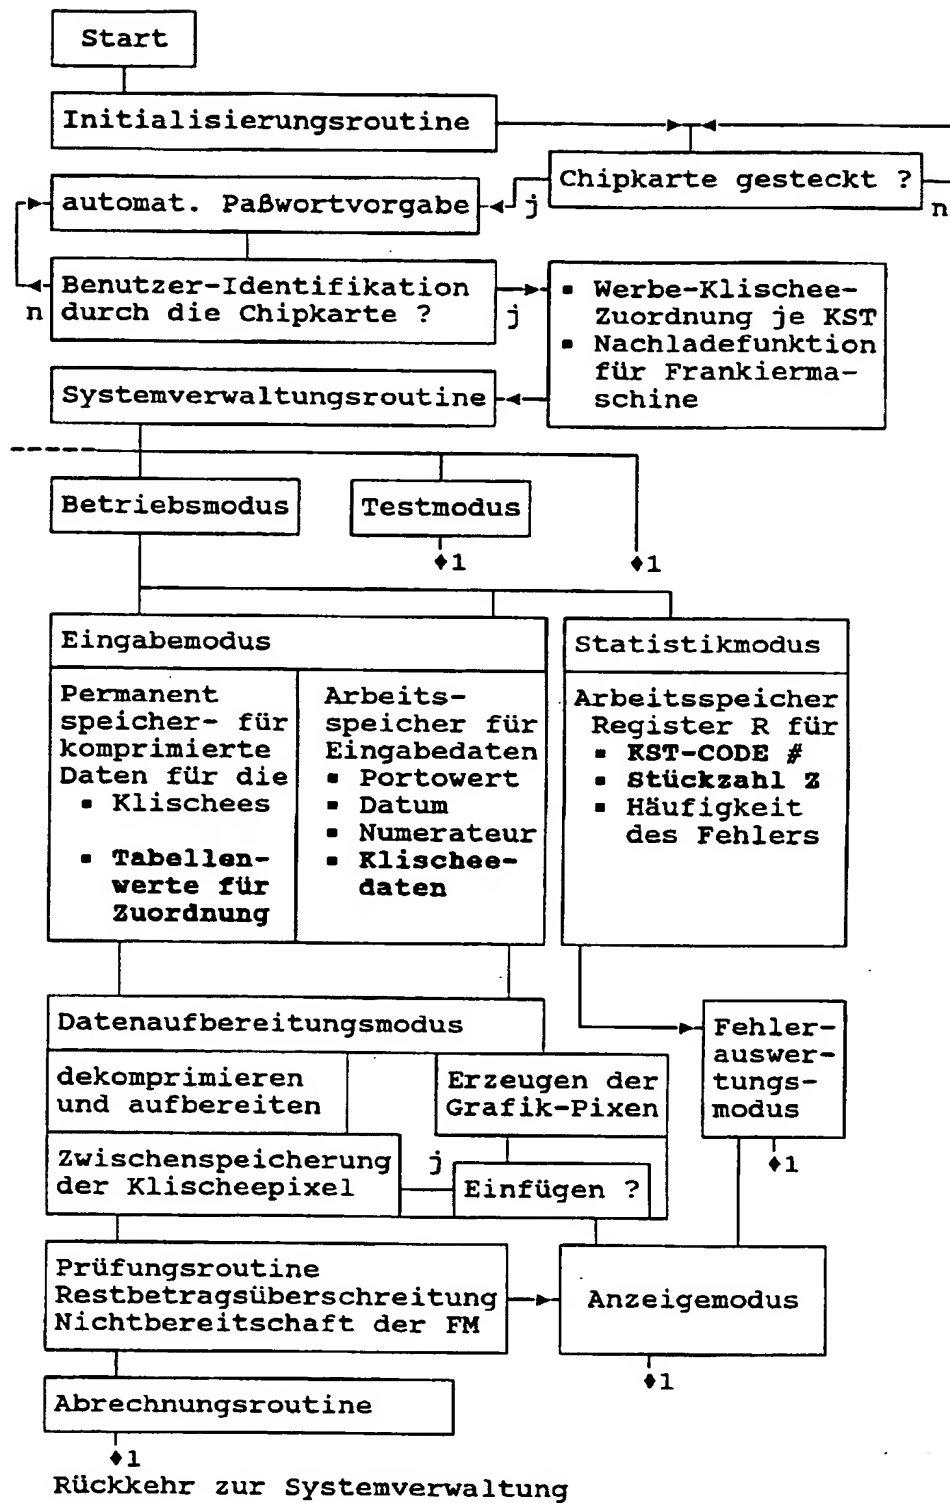 Start
Initialisierungsroutine
Chipkarte gesteckt ?
j
n
automat. Paßwortvorgabe
Benutzer-Identifikation
durch die Chipkarte ?
n
j
▪ Werbe-Klischee-
Zuordnung je KST
▪ Nachladefunktion
für Frankierma-
schine
Systemverwaltungsroutine
Betriebsmodus
Testmodus
♦1
♦1
Eingabemodus
Permanent
speicher- für
komprimierte
Daten für die
▪ Klischees
▪ Tabellen-
werte für
Zuordnung
Arbeits-
speicher für
Eingabedaten
▪ Portowert
▪ Datum
▪ Numerateur
▪ Klischee-
daten
Statistikmodus
Arbeitsspeicher
Register R für
▪ KST-CODE #
▪ Stückzahl Z
▪ Häufigkeit
des Fehlers
Datenaufbereitungsmodus
dekomprimieren
und aufbereiten
Erzeugen der
Grafik-Pixen
Zwischenspeicherung
der Klischeepixel
j
Einfügen ?
Fehler-
auswer-
tungs-
modus
♦1
Prüfungsroutine
Restbetragsüberschreitung
Nichtbereitschaft der FM
Anzeigemodus
♦1
Abrechnungsroutine
♦1
Rückkehr zur Systemverwaltung